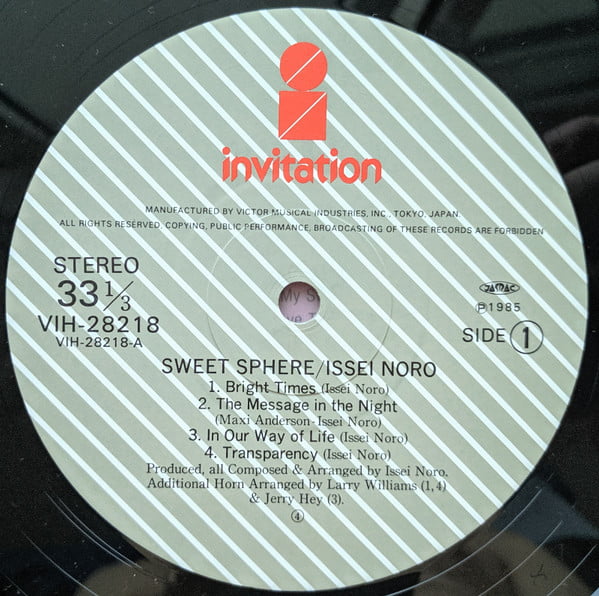 invitation
MANUFACTURED BY VICTOR MUSICAL INDUSTRIES, INC., TOKYO, JAPAN.
ALL RIGHTS RESERVED, COPYING, PUBLIC PERFORMANCE, BROADCASTING OF THESE RECORDS ARE FORBIDDEN
STEREO
33 1/3
VIH-28218
VIH-28218-A
My S
ve T
JASRAC
Ⓟ1985
SIDE 1
SWEET SPHERE/ISSEI NORO
1. Bright Times (Issei Noro)
2. The Message in the Night
(Maxi Anderson-Issei Noro)
3. In Our Way of Life (Issei Noro)
4. Transparency (Issei Noro)
Produced, all Composed & Arranged by Issei Noro.
Additional Horn Arranged by Larry Williams (1, 4)
& Jerry Hey (3).
④